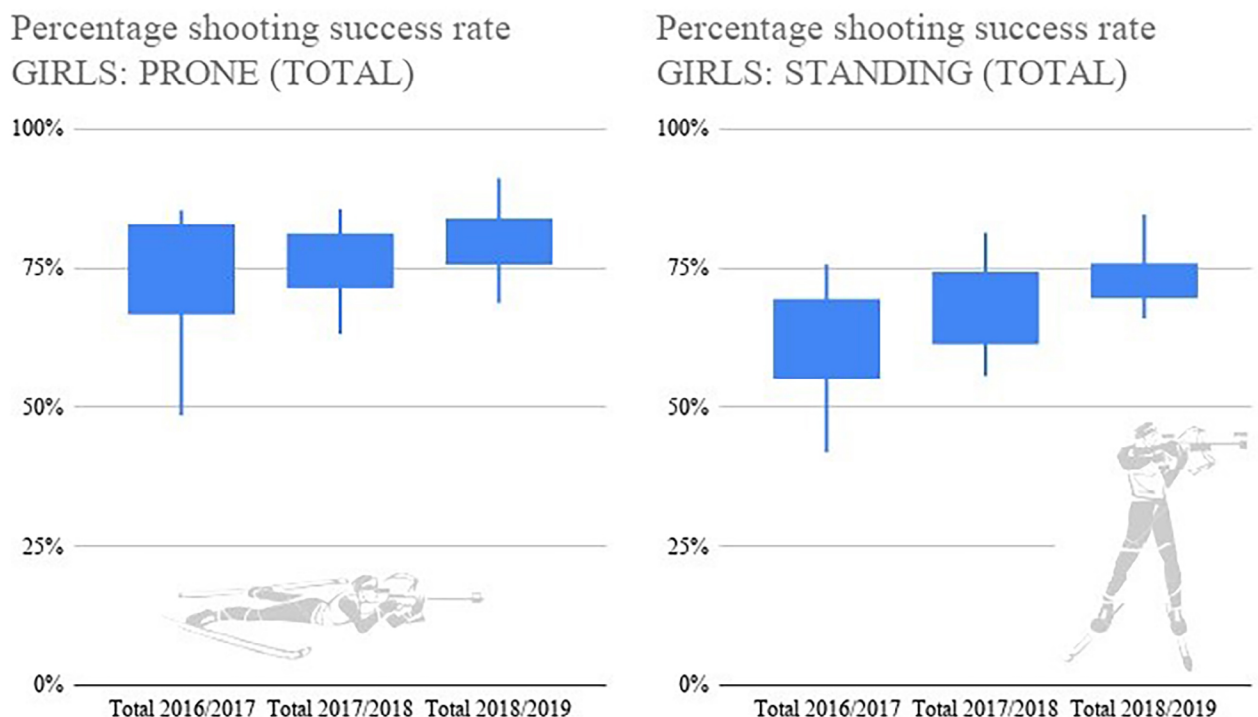 Percentage shooting success rate
GIRLS: PRONE (TOTAL)
100%
75%
50%
25%
0%
Total 2016/2017 Total 2017/2018 Total 2018/2019
Percentage shooting success rate
GIRLS: STANDING (TOTAL)
100%
75%
50%
25%
0%
Total 2016/2017 Total 2017/2018 Total 2018/2019